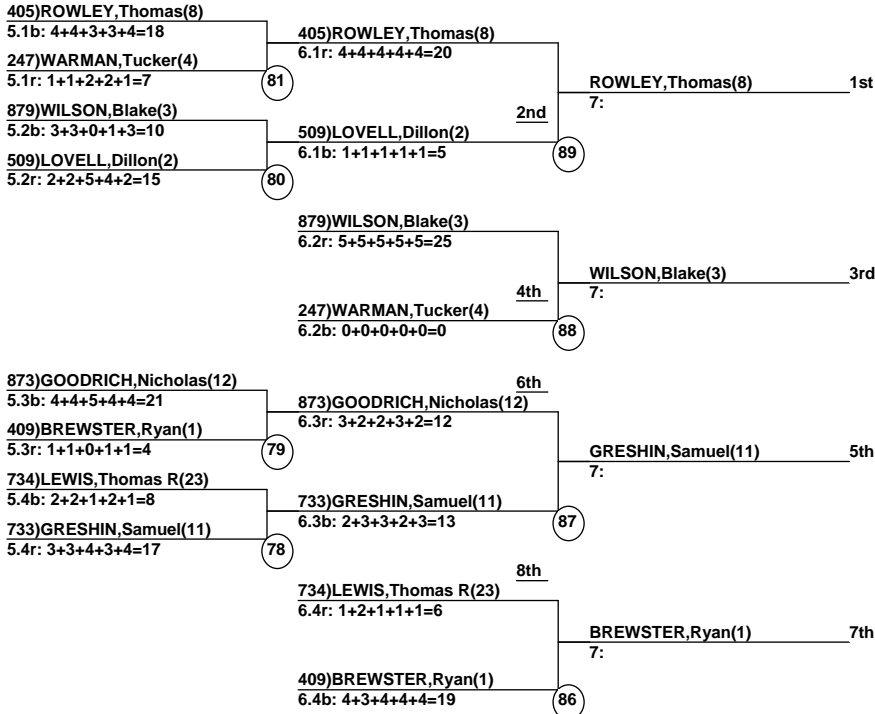 405)ROWLEY,Thomas(8)
5.1b: 4+4+3+3+4=18
247)WARMAN,Tucker(4)
5.1r: 1+1+2+2+1=7
81
879)WILSON,Blake(3)
5.2b: 3+3+0+1+3=10
509)LOVELL,Dillon(2)
5.2r: 2+2+5+4+2=15
80
405)ROWLEY,Thomas(8)
6.1r: 4+4+4+4+4=20
2nd
509)LOVELL,Dillon(2)
6.1b: 1+1+1+1+1=5
89
ROWLEY,Thomas(8) 1st
7:
879)WILSON,Blake(3)
6.2r: 5+5+5+5+5=25
4th
247)WARMAN,Tucker(4)
6.2b: 0+0+0+0+0=0
88
WILSON,Blake(3) 3rd
7:
873)GOODRICH,Nicholas(12)
5.3b: 4+4+5+4+4=21
409)BREWSTER,Ryan(1)
5.3r: 1+1+0+1+1=4
79
734)LEWIS,Thomas R(23)
5.4b: 2+2+1+2+1=8
733)GRESHIN,Samuel(11)
5.4r: 3+3+4+3+4=17
78
6th
873)GOODRICH,Nicholas(12)
6.3r: 3+2+2+3+2=12
733)GRESHIN,Samuel(11)
6.3b: 2+3+3+2+3=13
87
GRESHIN,Samuel(11) 5th
7:
8th
734)LEWIS,Thomas R(23)
6.4r: 1+2+1+1+1=6
409)BREWSTER,Ryan(1)
6.4b: 4+3+4+4+4=19
86
BREWSTER,Ryan(1) 7th
7: